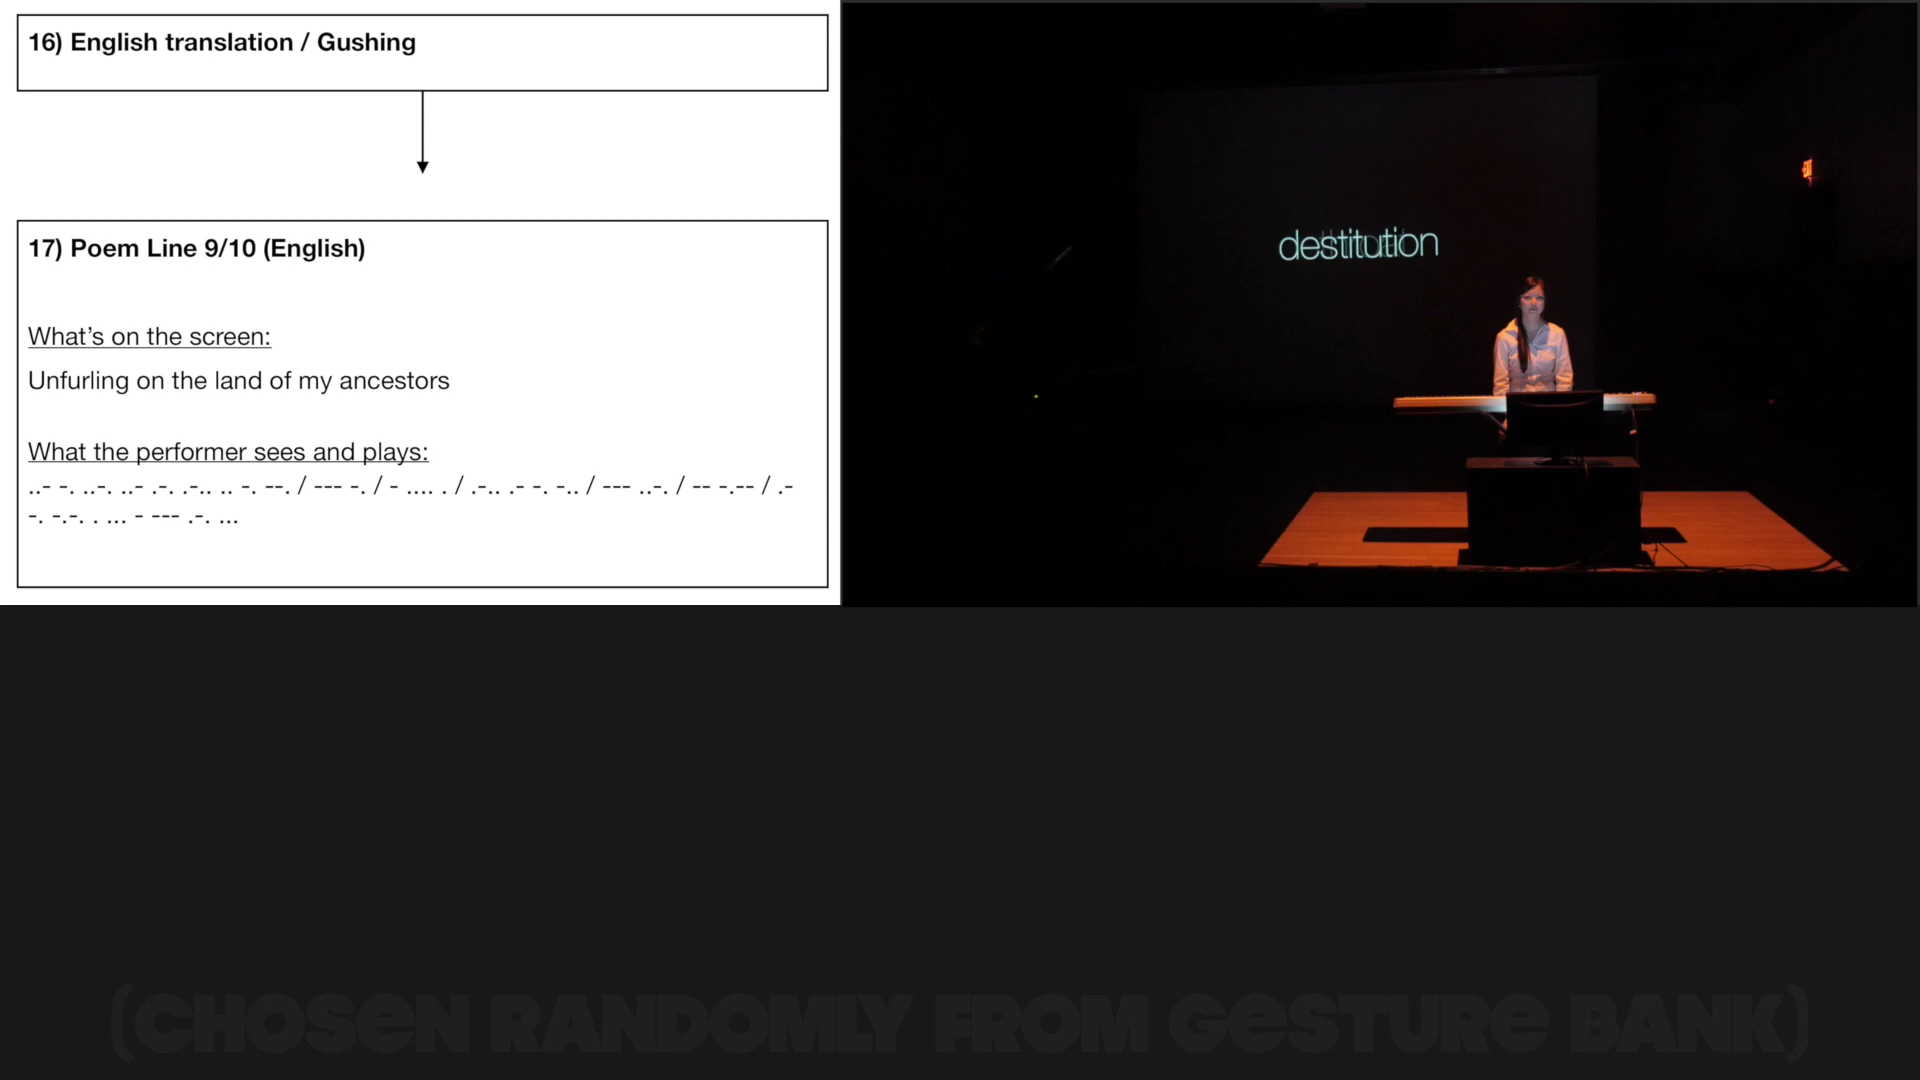 16) English translation / Gushing
17) Poem Line 9/10 (English)
What's on the screen:
Unfurling on the land of my ancestors
What the performer sees and plays:
..- -. ..-. ..- .-. .-.. .. -. --. / --- -. / - .... . / .-.. .- -. -.. / --- ..-. / -- -.-- / .-
-. -.-. . ... - --- .-. ...
destitution
(CHOSEN RANDOMLY FROM GESTURE BANK)